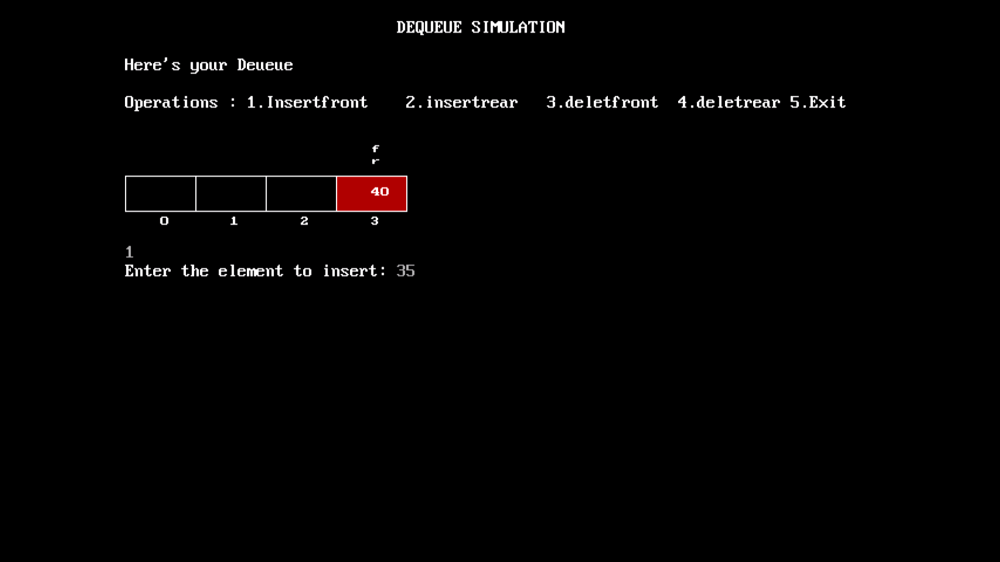 DEQUEUE SIMULATION
Here's your Deueue
Operations : 1.Insertfront 2.insertrear 3.deletfront 4.deletrear 5.Exit
f
r
40
0 1 2 3
1
Enter the element to insert: 35